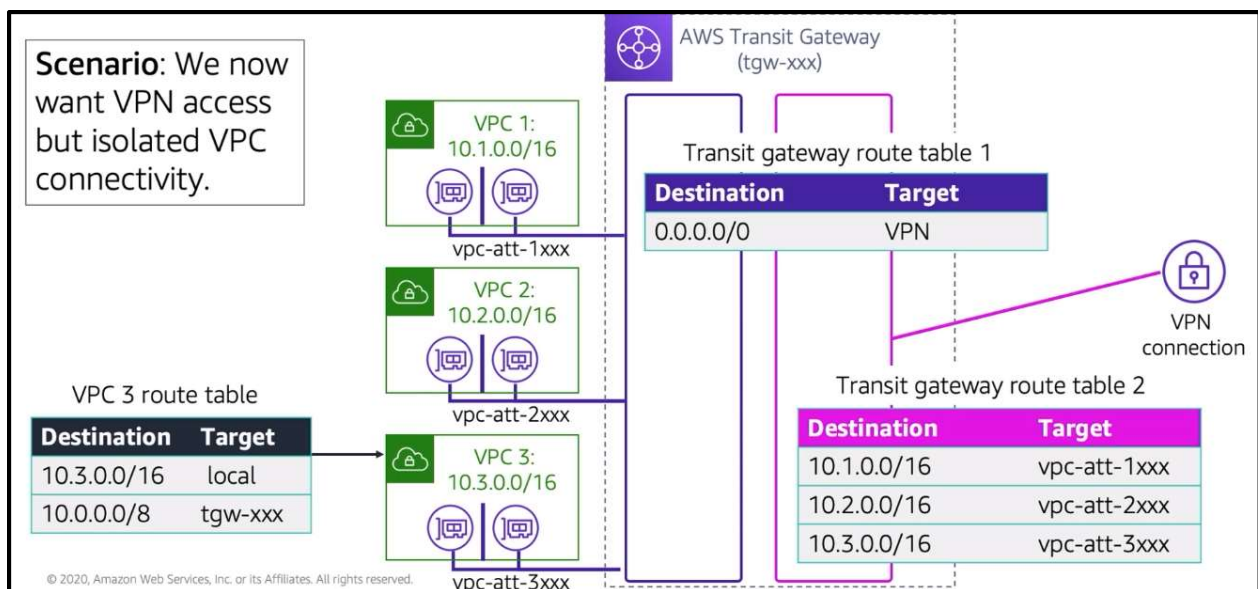 Scenario: We now
want VPN access
but isolated VPC
connectivity.
AWS Transit Gateway
(tgw-xxx)
VPC 1:
10.1.0.0/16
vpc-att-1xxx
VPC 2:
10.2.0.0/16
vpc-att-2xxx
VPC 3:
10.3.0.0/16
vpc-att-3xxx
Transit gateway route table 1
Destination Target
0.0.0.0/0 VPN
VPN
connection
VPC 3 route table
Destination Target
10.3.0.0/16 local
10.0.0.0/8 tgw-xxx
Transit gateway route table 2
Destination Target
10.1.0.0/16 vpc-att-1xxx
10.2.0.0/16 vpc-att-2xxx
10.3.0.0/16 vpc-att-3xxx
© 2020, Amazon Web Services, Inc. or its Affiliates. All rights reserved.